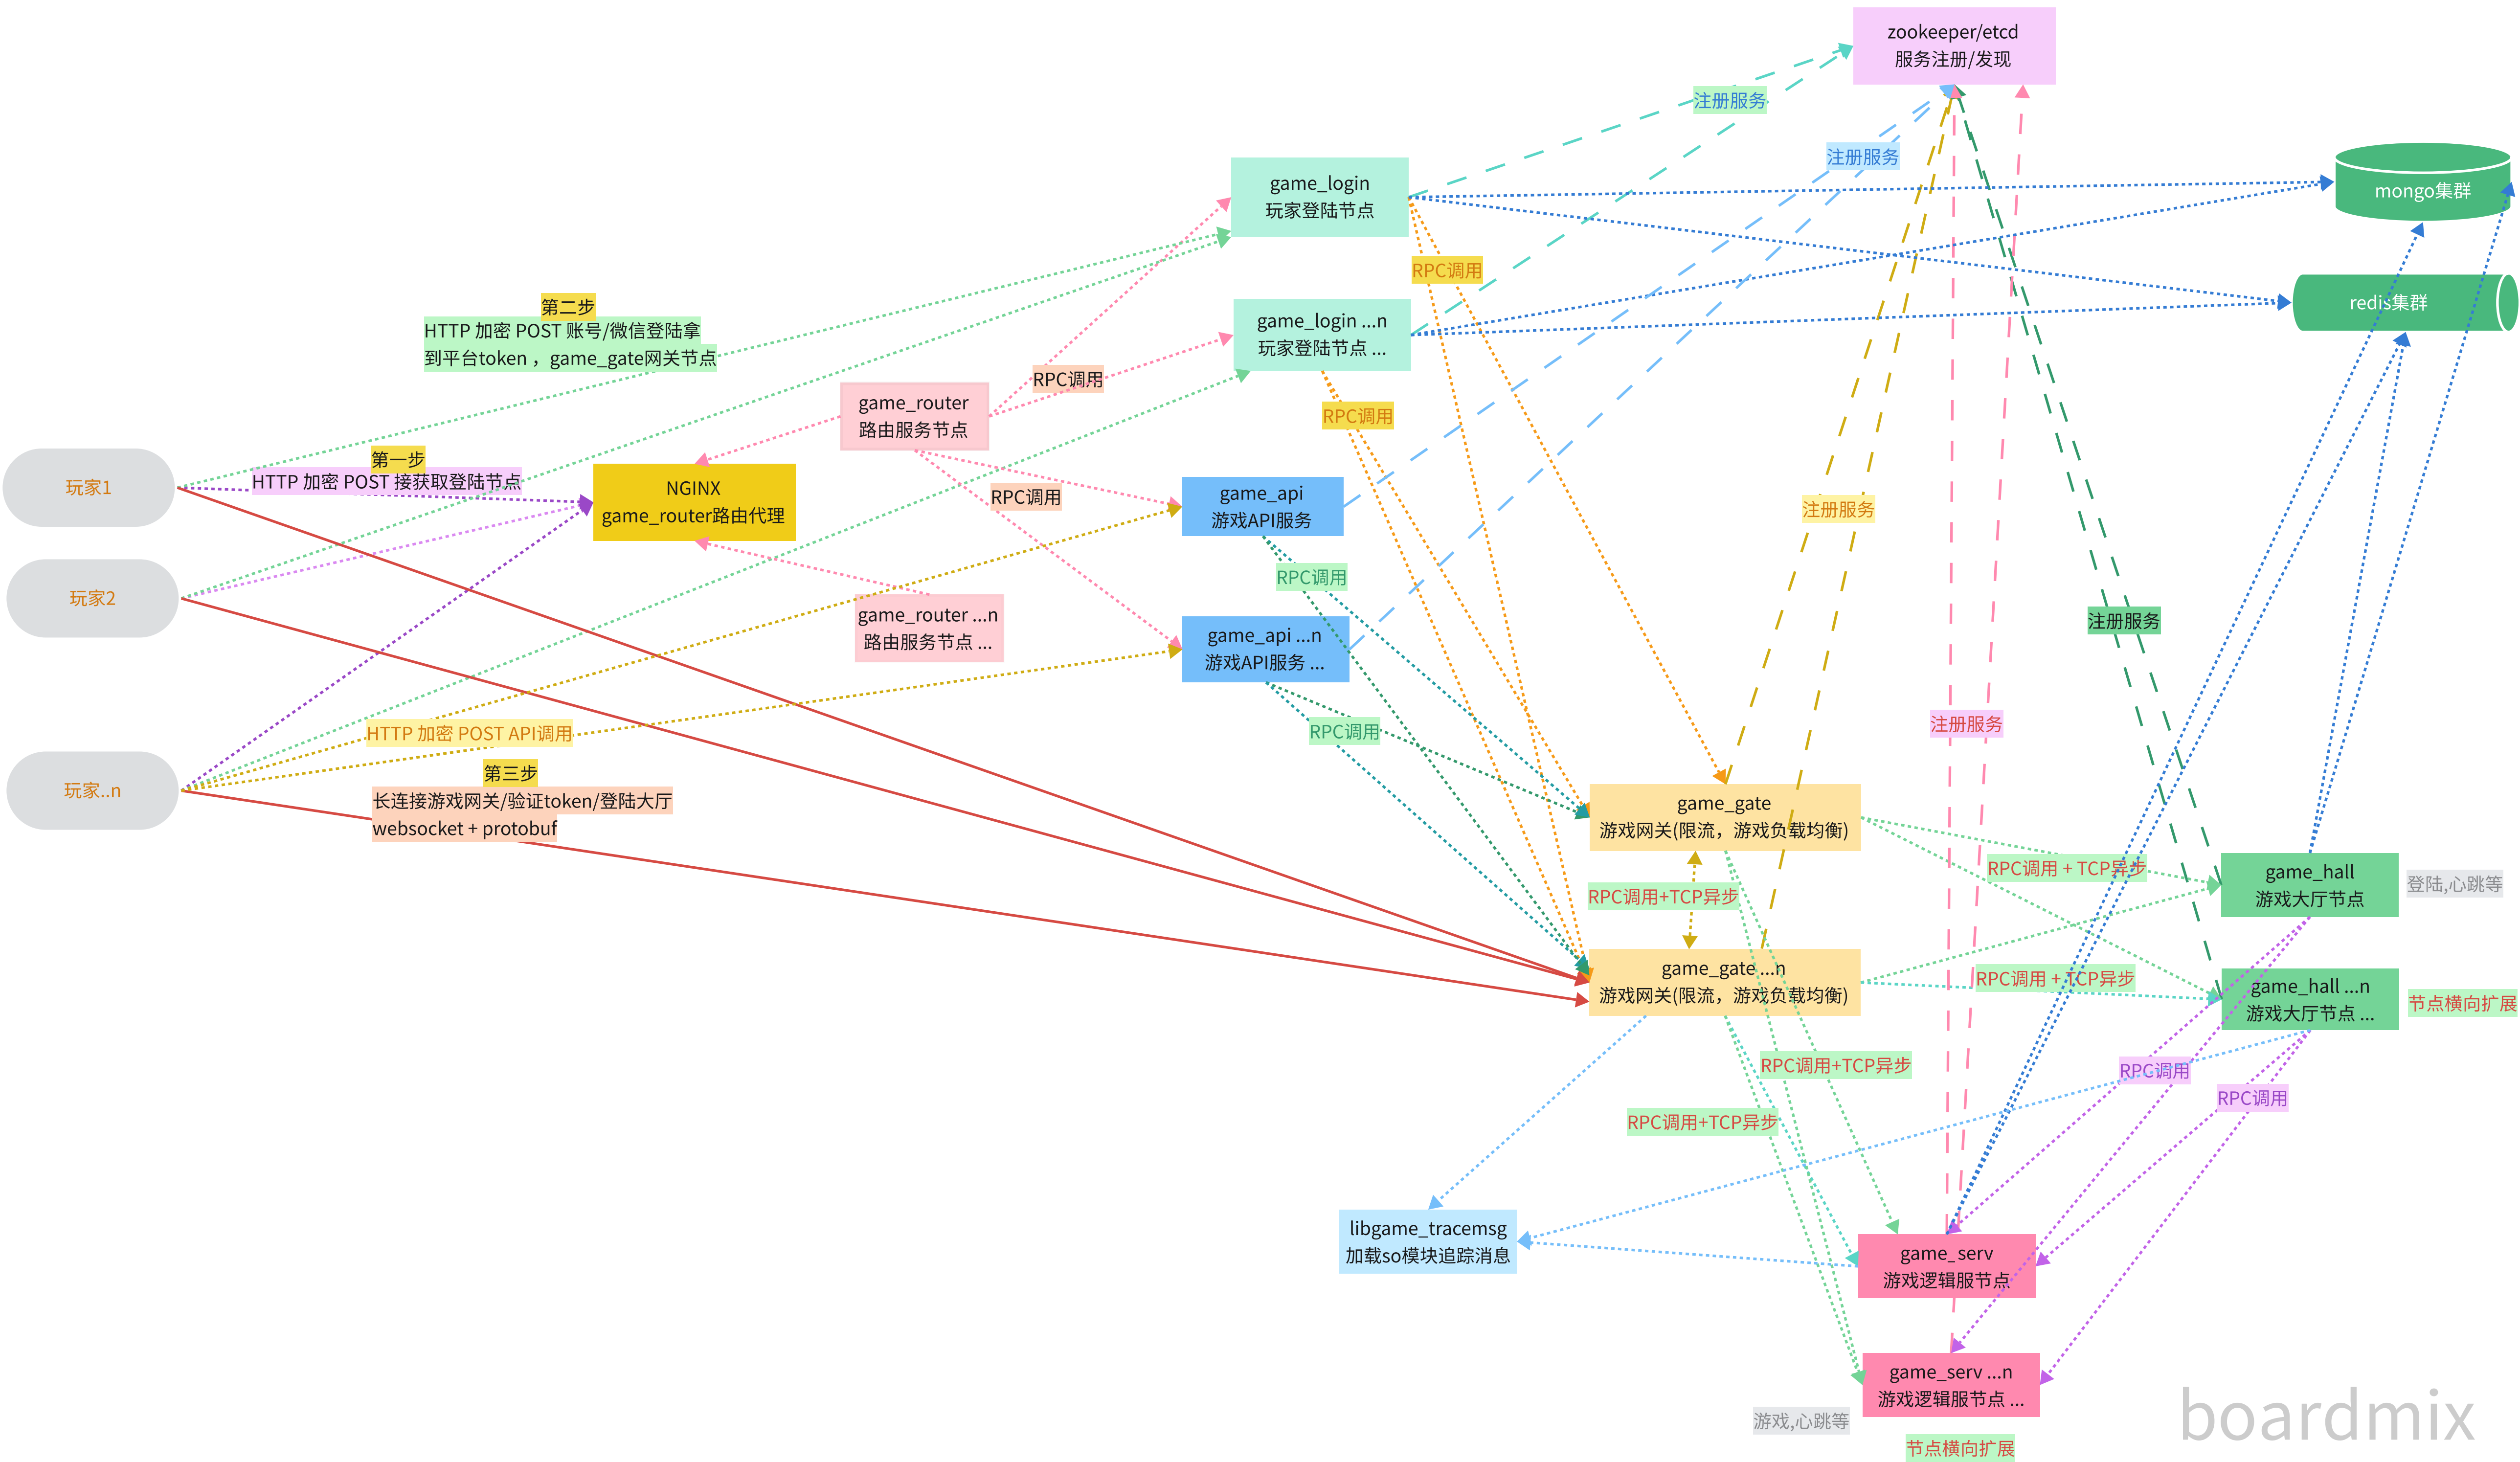 zookeeper/etcd
服务注册/发现
注册服务
注册服务
mongo集群
game_login
玩家登陆节点
RPC调用
redis集群
第二步
HTTP 加密 POST 账号/微信登陆拿
到平台token ，game_gate网关节点
game_login ...n
玩家登陆节点 ...
RPC调用
RPC调用
game_router
路由服务节点
第一步
HTTP 加密 POST 接获取登陆节点
玩家1
NGINX
game_router路由代理
RPC调用
game_api
游戏API服务
注册服务
RPC调用
玩家2
game_router ...n
路由服务节点 ...
game_api ...n
游戏API服务 ...
注册服务
注册服务
RPC调用
HTTP 加密 POST API调用
玩家..n
第三步
长连接游戏网关/验证token/登陆大厅
websocket + protobuf
game_gate
游戏网关(限流，游戏负载均衡)
RPC调用 + TCP异步
game_hall
游戏大厅节点
登陆,心跳等
RPC调用+TCP异步
game_gate ...n
游戏网关(限流，游戏负载均衡)
RPC调用 + TCP异步
game_hall ...n
游戏大厅节点 ...
节点横向扩展
RPC调用+TCP异步
RPC调用
RPC调用
RPC调用+TCP异步
libgame_tracemsg
加载so模块追踪消息
game_serv
游戏逻辑服节点
game_serv ...n
游戏逻辑服节点 ...
游戏,心跳等
节点横向扩展
boardmix